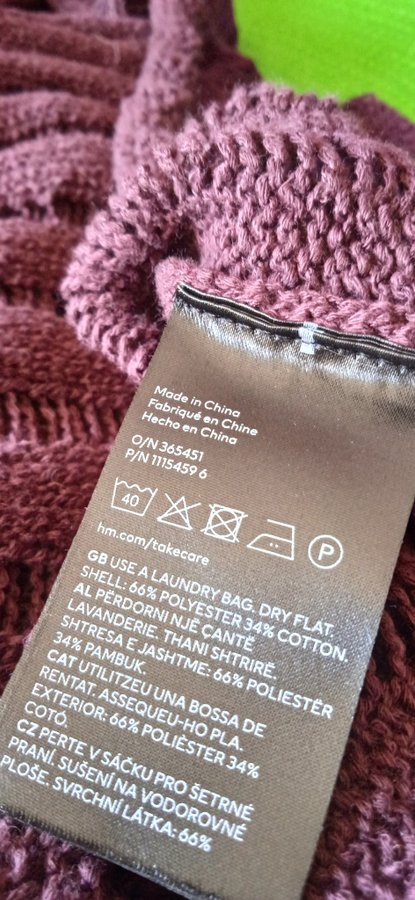 Made in China
Fabriqué en Chine
Hecho en China
O/N 365451
P/N 1115459 6
40
P
hm.com/takecare
GB USE A LAUNDRY BAG. DRY FLAT.
SHELL: 66% POLYESTER 34% COTTON.
AL PËRDORNI NJË ÇANTË
LAVANDERIE. THANI SHTRIRË.
SHTRESA E JASHTME: 66% POLIESTËR
34% PAMBUK.
CAT UTILITZEU UNA BOSSA DE
RENTAT. ASSEQUEU-HO PLA.
EXTERIOR: 66% POLIÈSTER 34%
COTÓ.
CZ PERTE V SÁČKU PRO ŠETRNÉ
PRANÍ. SUŠENÍ NA VODOROVNÉ
PLOŠE. SVRCHNÍ LÁTKA: 66%